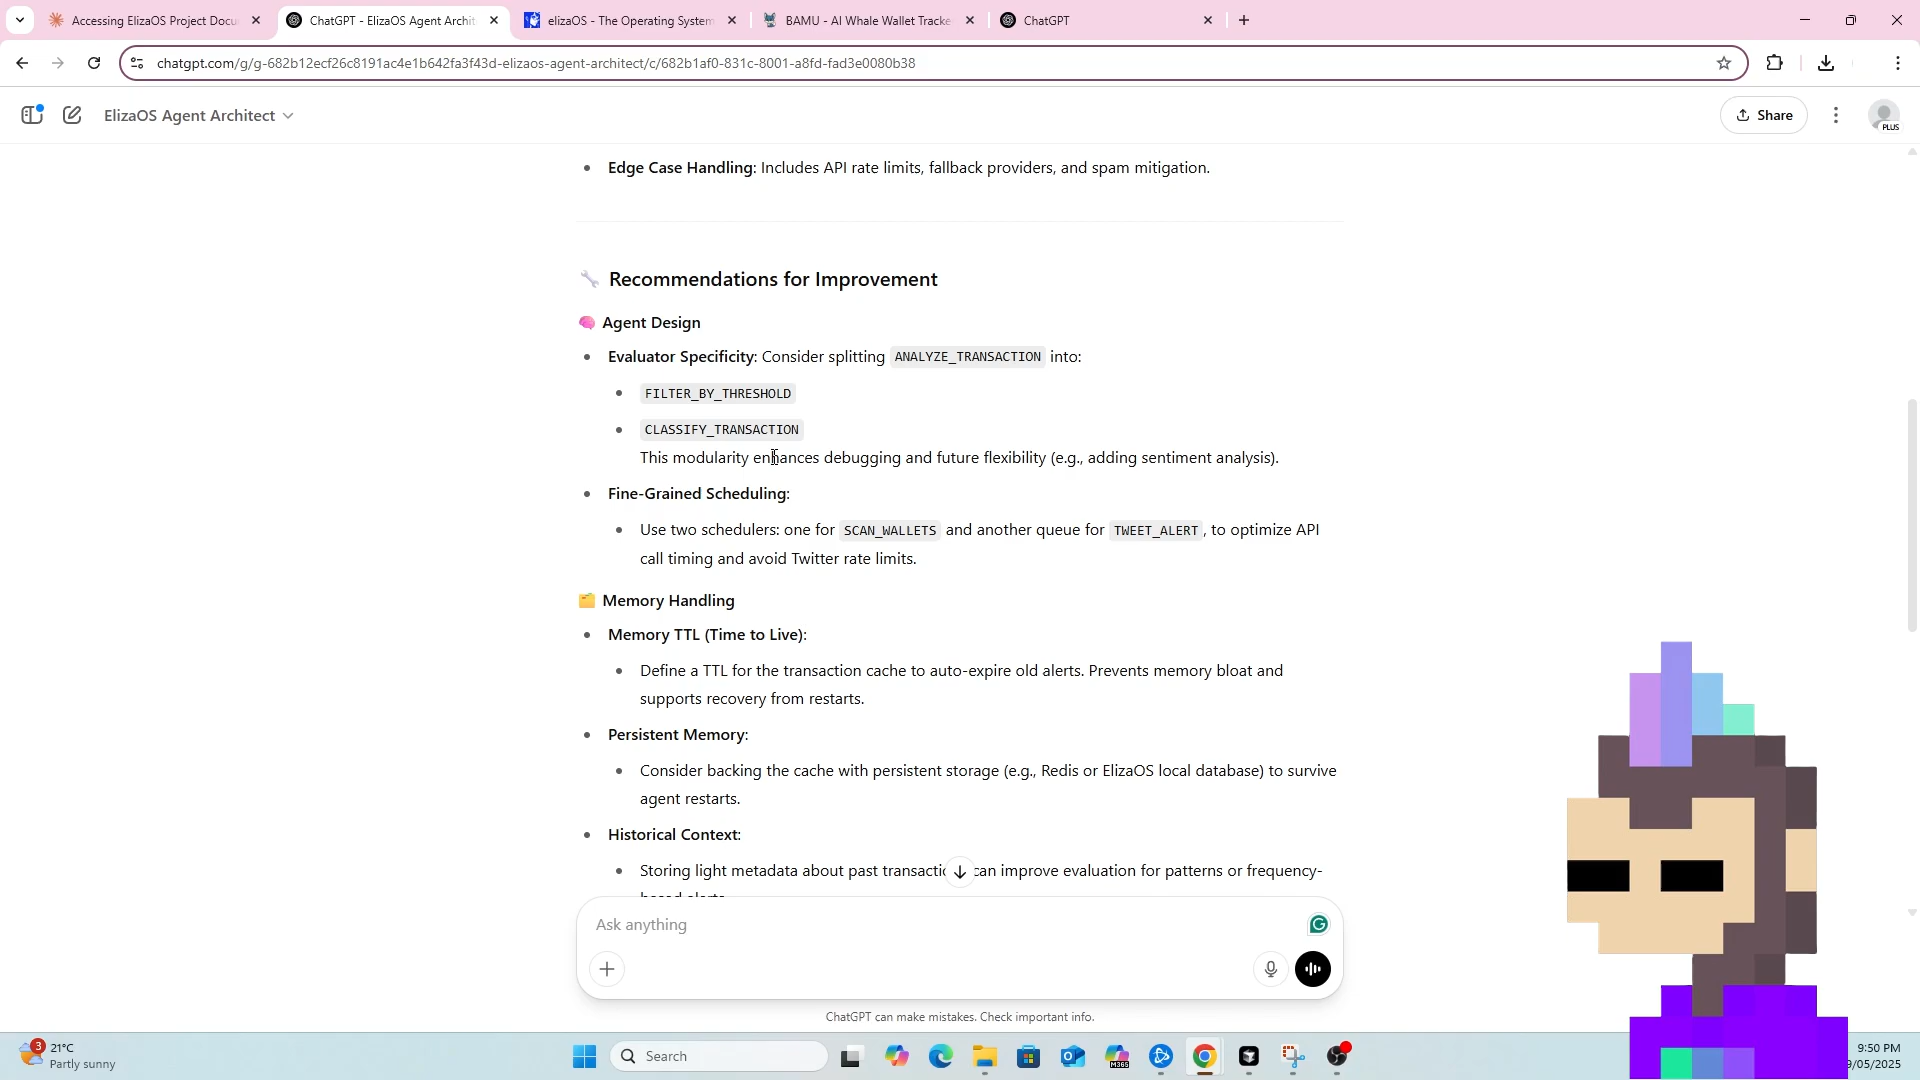 Accessing ElizaOS Project Docu
ChatGPT - ElizaOS Agent Archit
elizaOS - The Operating System
BAMU - AI Whale Wallet Tracke
ChatGPT
chatgpt.com/g/g-682b12ecf26c8191ac4e1b642fa3f43d-elizaos-agent-architect/c/682b1af0-831c-8001-a8fd-fad3e0080b38
ElizaOS Agent Architect
Share
PLUS
Edge Case Handling: Includes API rate limits, fallback providers, and spam mitigation.
Recommendations for Improvement
Agent Design
Evaluator Specificity: Consider splitting ANALYZE_TRANSACTION into:
FILTER_BY_THRESHOLD
CLASSIFY_TRANSACTION
This modularity enhances debugging and future flexibility (e.g., adding sentiment analysis).
Fine-Grained Scheduling:
Use two schedulers: one for SCAN_WALLETS and another queue for TWEET_ALERT, to optimize API
call timing and avoid Twitter rate limits.
Memory Handling
Memory TTL (Time to Live):
Define a TTL for the transaction cache to auto-expire old alerts. Prevents memory bloat and
supports recovery from restarts.
Persistent Memory:
Consider backing the cache with persistent storage (e.g., Redis or ElizaOS local database) to survive
agent restarts.
Historical Context:
Storing light metadata about past transactio can improve evaluation for patterns or frequency-
based alerts.
Ask anything
ChatGPT can make mistakes. Check important info.
3
21°C
Partly sunny
Search
M365
9:50 PM
9/05/2025